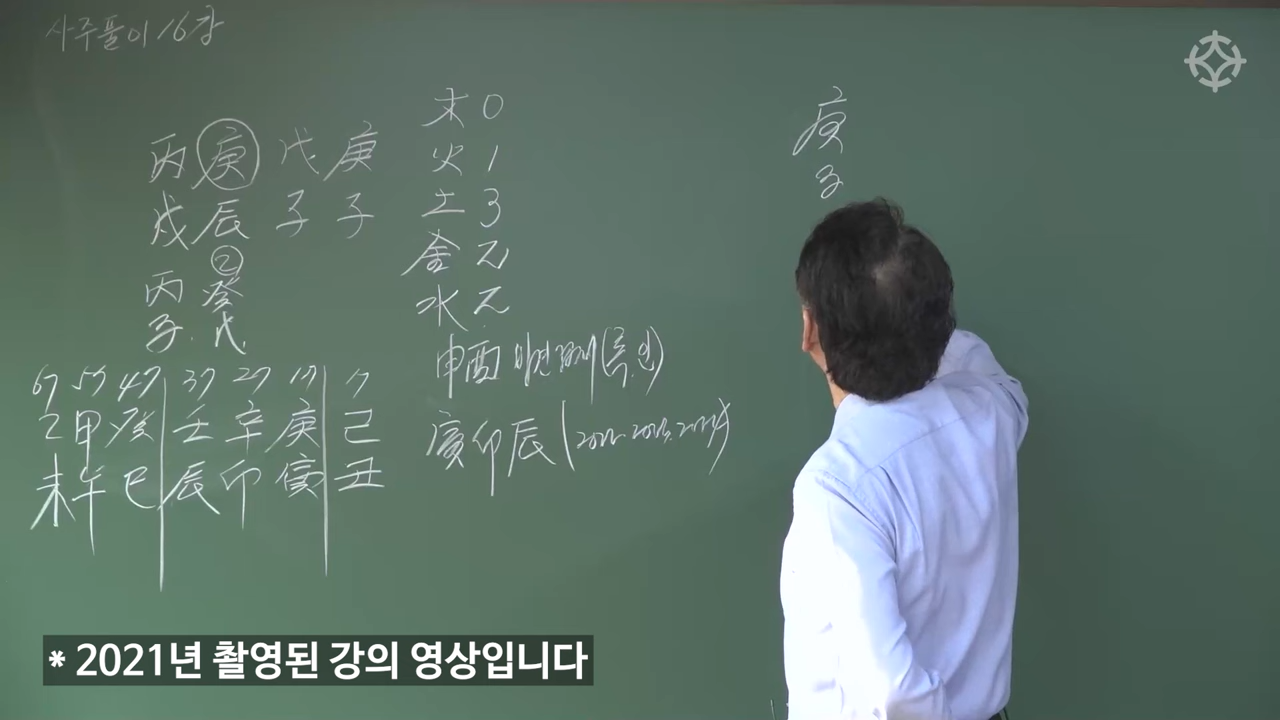 사주풀이 16강
丙 庚 戊 庚
戌 辰 子 子
②
丙 癸
子 戊
67 57 47 37 27 17 7
乙 甲 癸 壬 辛 庚 己
未 午 巳 辰 卯 寅 丑
木 0
火 1
土 3
金 2
水 2
申酉
寅卯辰
庚
子
* 2021년 촬영된 강의 영상입니다